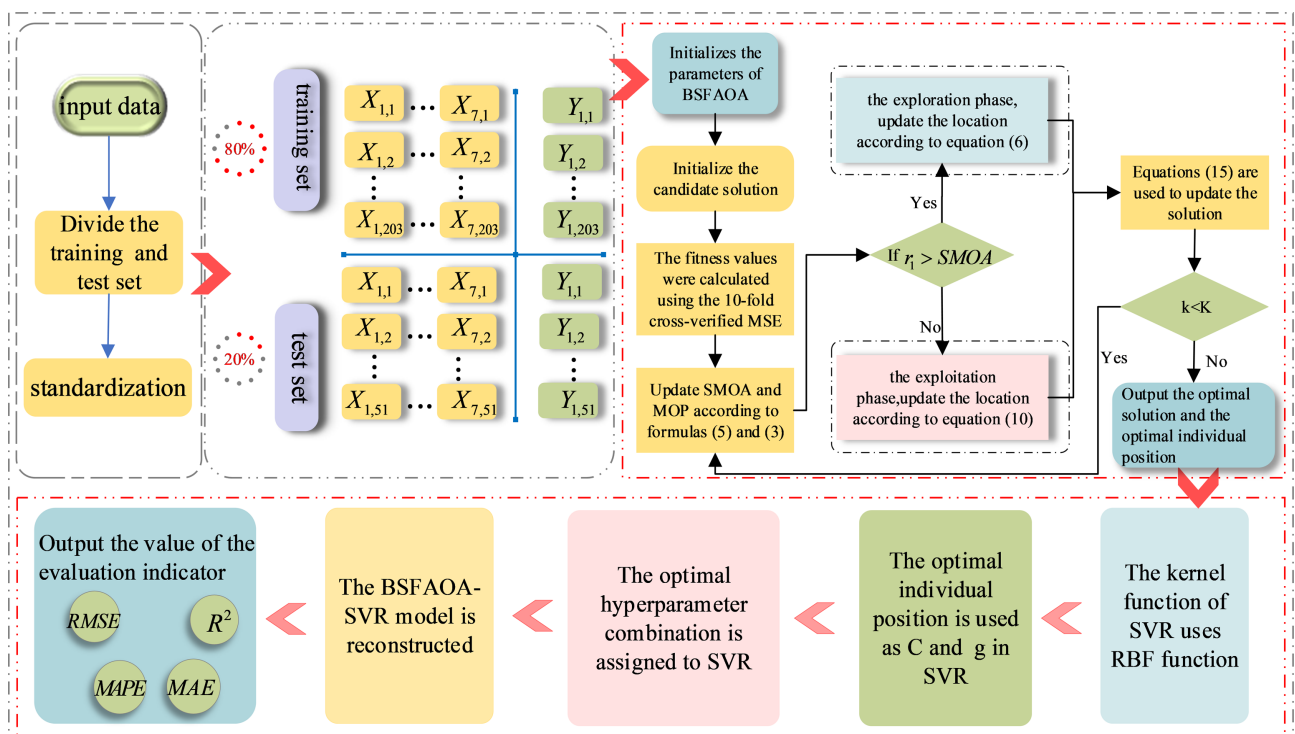 input data
Divide the
training and
test set
standardization
80%
20%
training set
test set
X1,1 ... X7,1 Y1,1
X1,2 ... X7,2 Y1,2
X1,203 ... X7,203 Y1,203
X1,1 ... X7,1 Y1,1
X1,2 ... X7,2 Y1,2
X1,51 ... X7,51 Y1,51
Initializes the
parameters of
BSFAOA
Initialize the
candidate solution
The fitness values
were calculated
using the 10-fold
cross-verified MSE
Update SMOA and
MOP according to
formulas (5) and (3)
If r1 > SMOA
Yes
the exploration phase,
update the location
according to equation (6)
No
the exploitation
phase,update the location
according to equation (10)
Equations (15) are
used to update the
solution
k<K
Yes
No
Output the optimal
solution and the
optimal individual
position
The kernel
function of
SVR uses
RBF function
The optimal
individual
position is used
as C and g in
SVR
The optimal
hyperparameter
combination is
assigned to SVR
The BSFAOA-
SVR model is
reconstructed
Output the value of the
evaluation indicator
RMSE
R²
MAPE
MAE